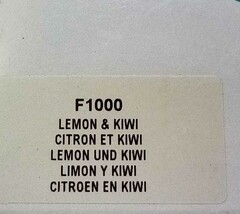 F1000
LEMON & KIWI
CITRON ET KIWI
LEMON UND KIWI
LIMON Y KIWI
CITROEN EN KIWI